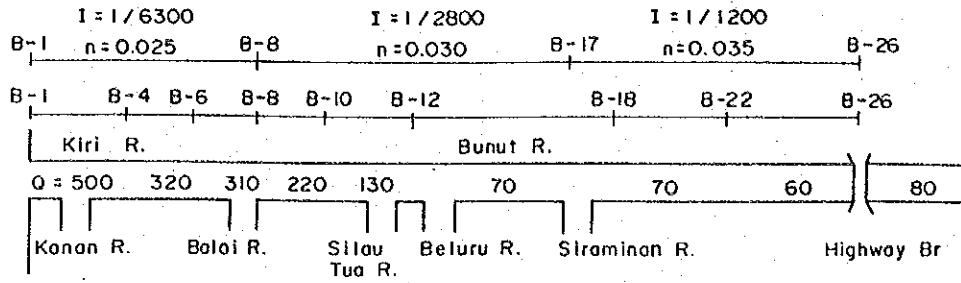 I = 1/6300 I = 1/2800 I = 1/1200
B-1 n=0.025 B-8 n=0.030 B-17 n=0.035 B-26
B-1 B-4 B-6 B-8 B-10 B-12 B-18 B-22 B-26
Kiri R. Bunut R.
Q = 500 320 310 220 130 70 70 60 80
Kanan R. Balai R. Silau Tua R. Beluru R. Siraminan R. Highway Br